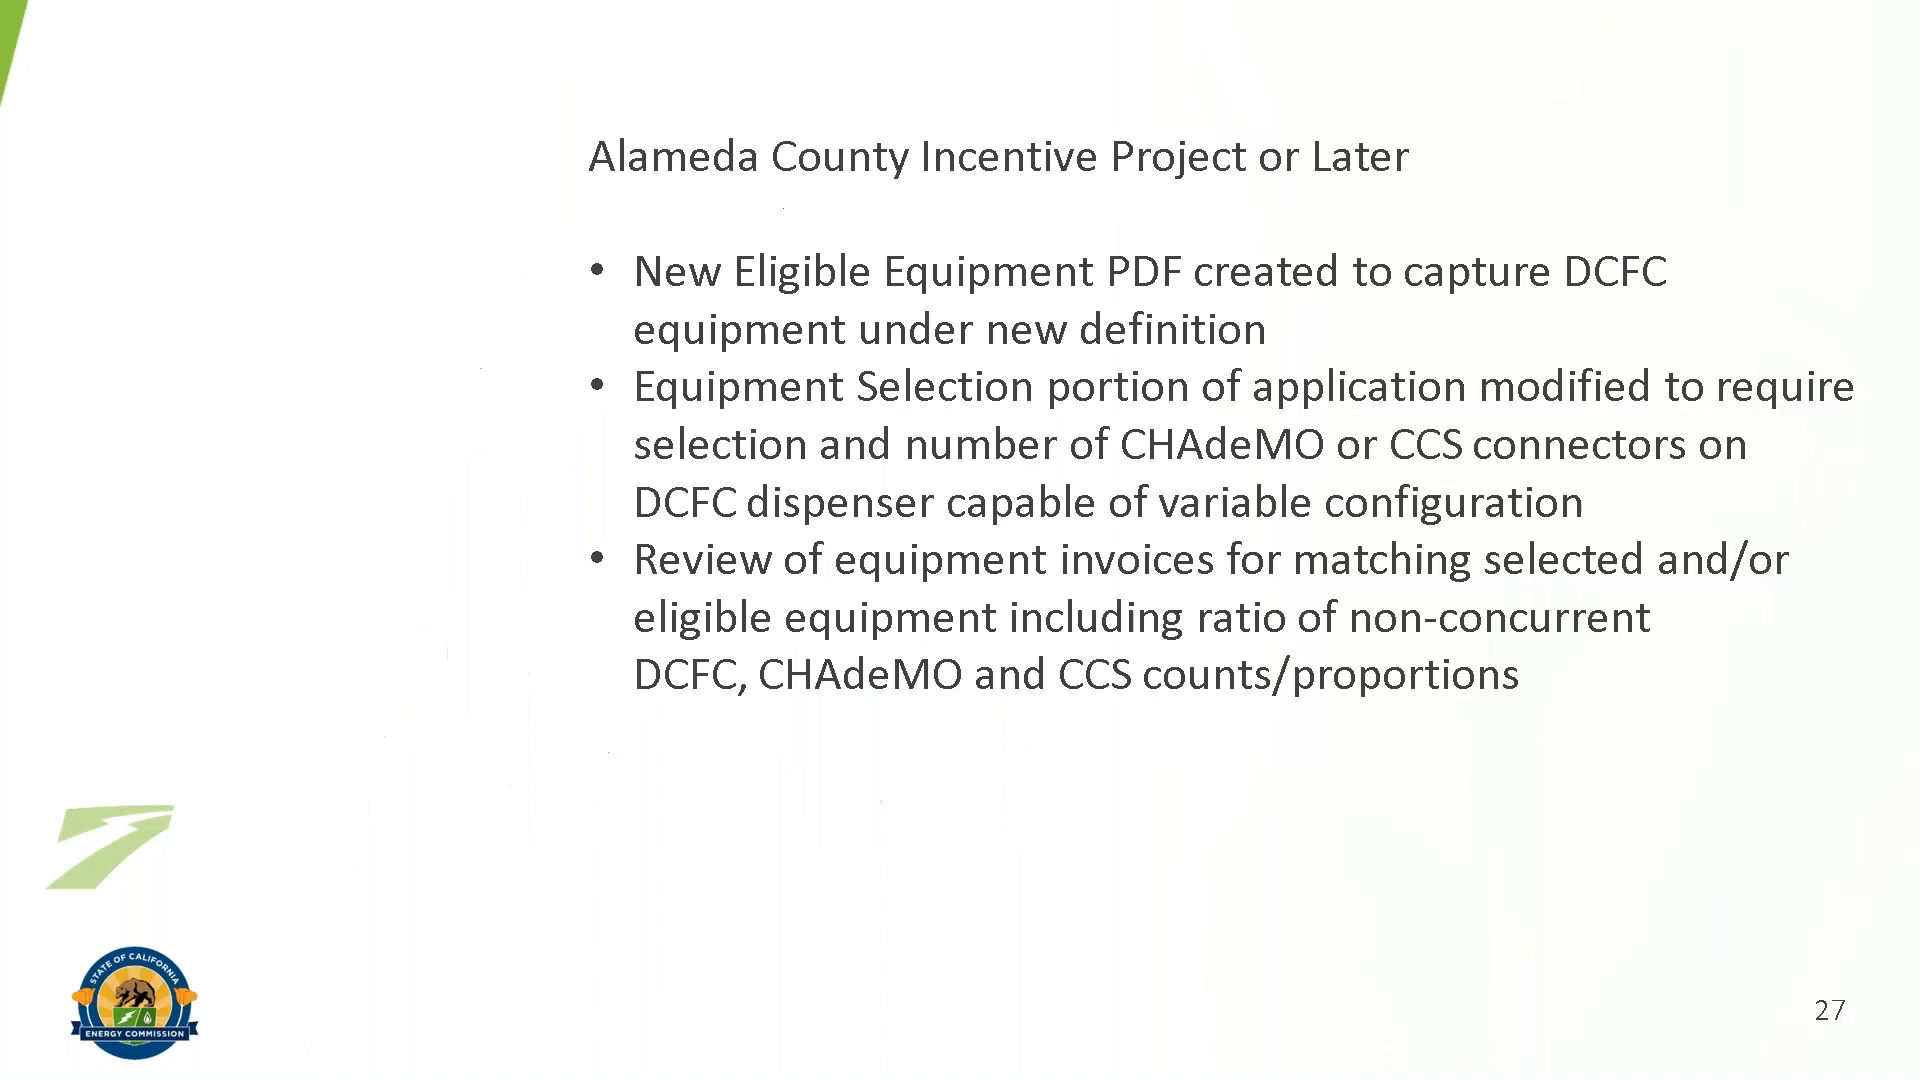 Alameda County Incentive Project or Later
• New Eligible Equipment PDF created to capture DCFC
equipment under new definition
• Equipment Selection portion of application modified to require
selection and number of CHAdeMO or CCS connectors on
DCFC dispenser capable of variable configuration
• Review of equipment invoices for matching selected and/or
eligible equipment including ratio of non-concurrent
DCFC, CHAdeMO and CCS counts/proportions
STATE OF CALIFORNIA
ENERGY COMMISSION
27